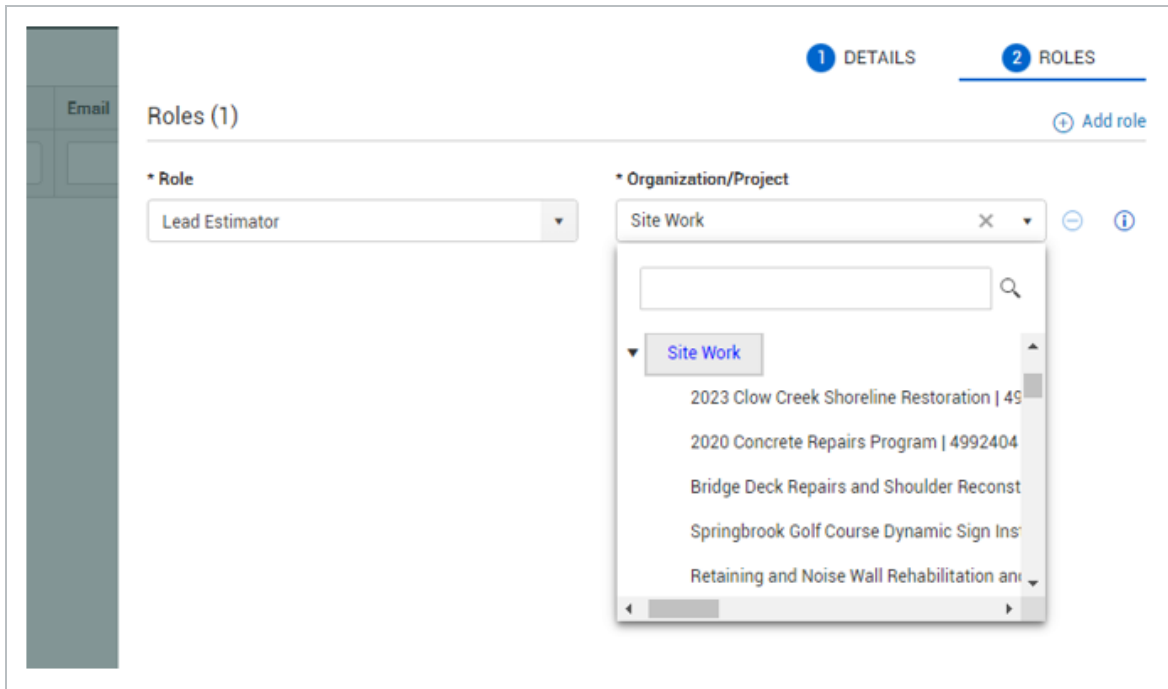 1 DETAILS 2 ROLES
Email
Roles (1)
Add role
* Role * Organization/Project
Lead Estimator Site Work
Site Work
2023 Clow Creek Shoreline Restoration | 49
2020 Concrete Repairs Program | 4992404
Bridge Deck Repairs and Shoulder Reconst
Springbrook Golf Course Dynamic Sign Ins
Retaining and Noise Wall Rehabilitation an